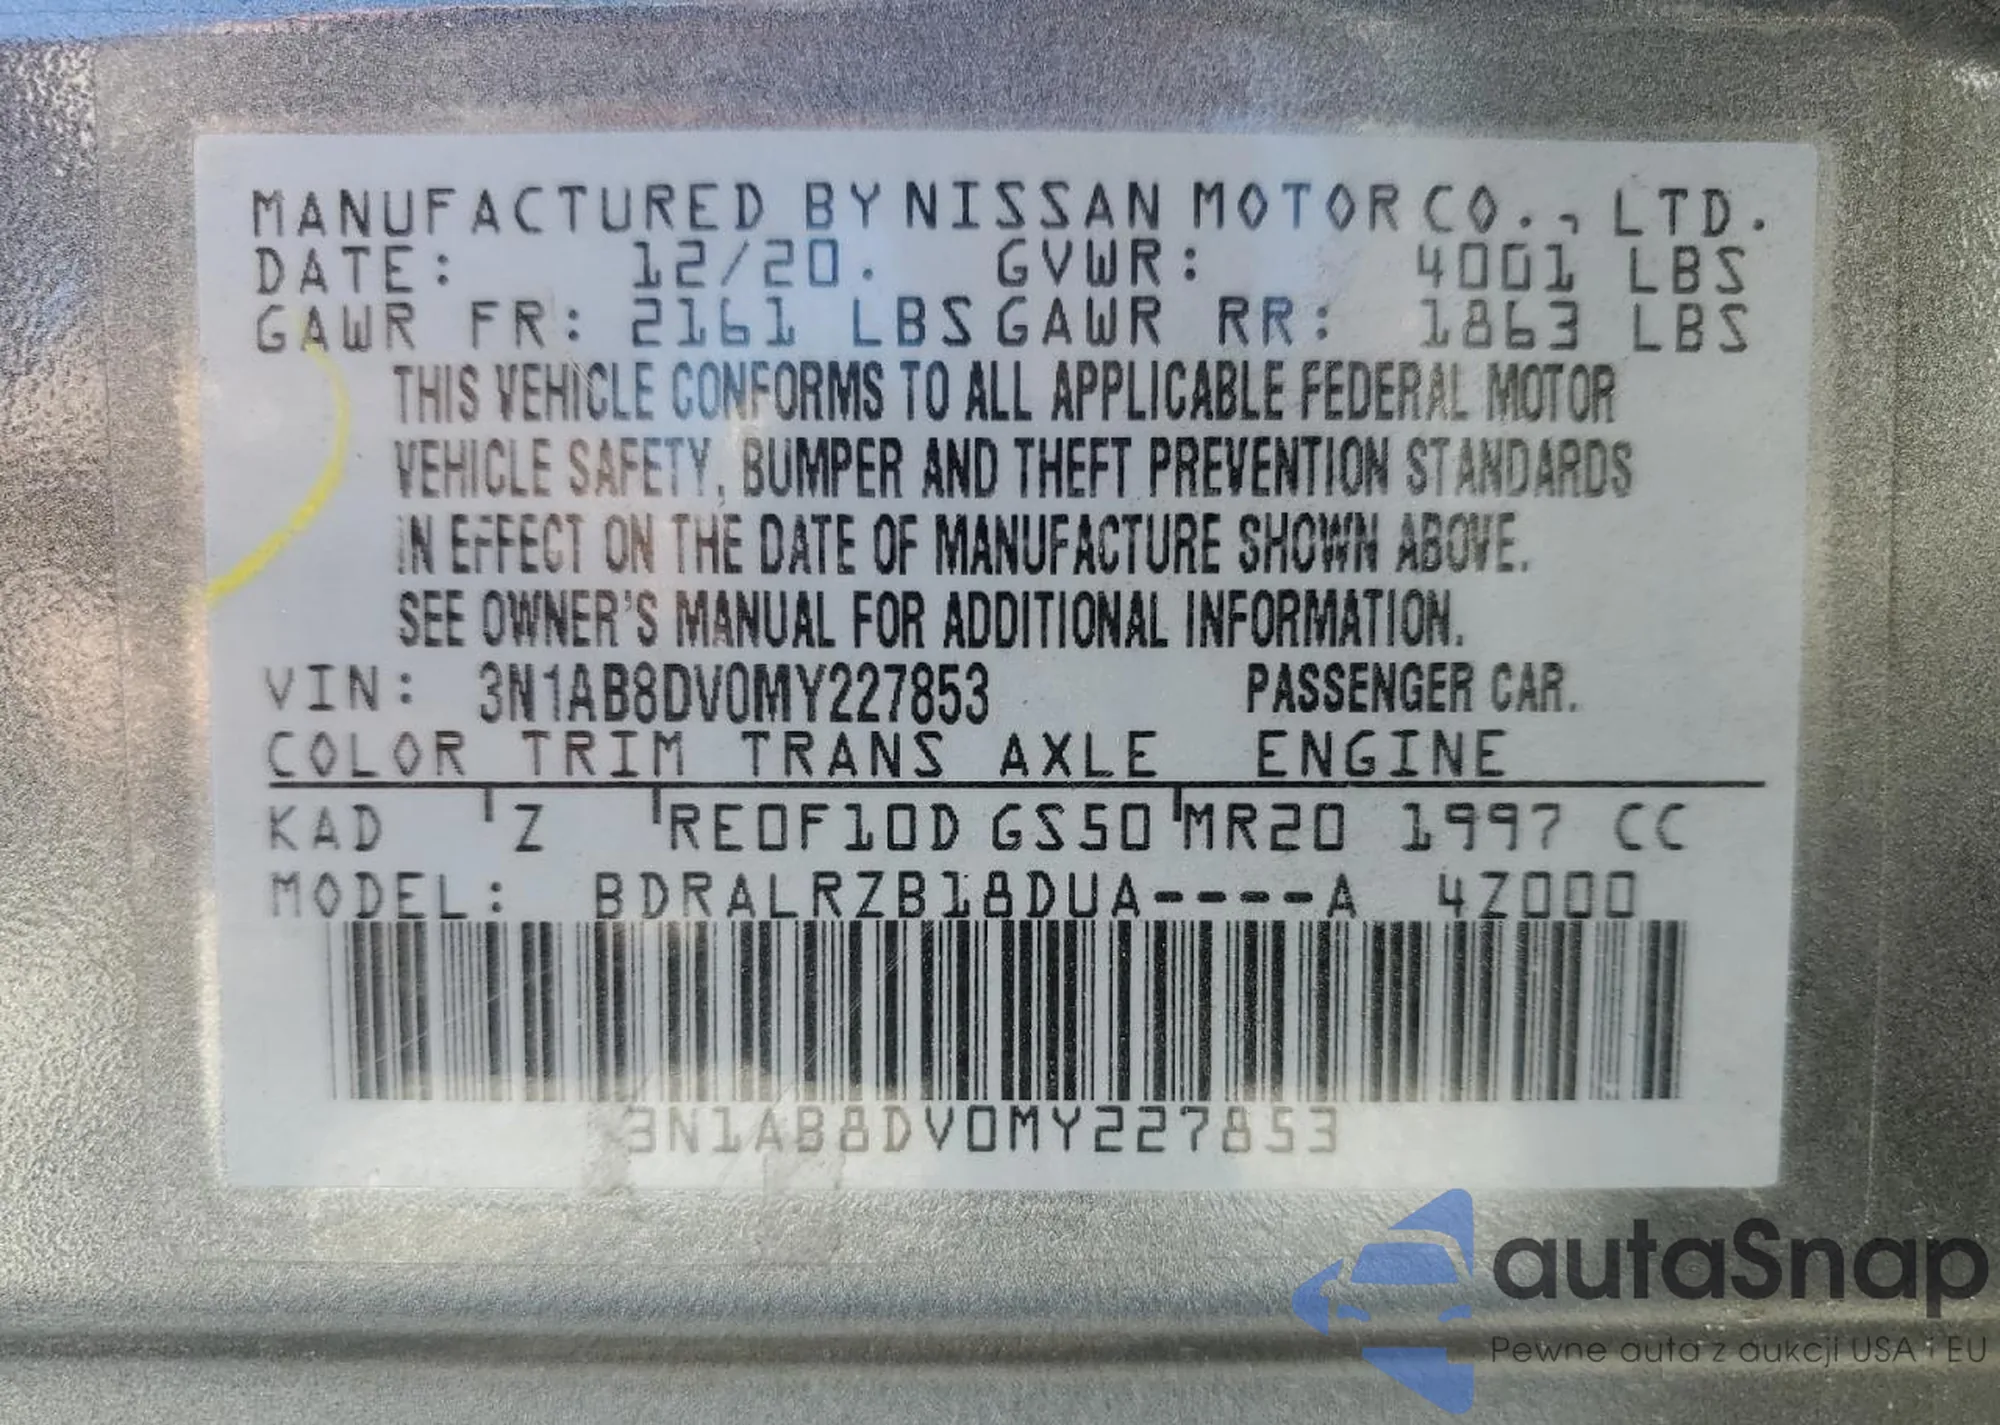 MANUFACTURED BY NISSAN MOTOR CO., LTD.
DATE: 12/20. GVWR: 4001 LBS
GAWR FR: 2161 LBS GAWR RR: 1863 LBS
THIS VEHICLE CONFORMS TO ALL APPLICABLE FEDERAL MOTOR
VEHICLE SAFETY, BUMPER AND THEFT PREVENTION STANDARDS
IN EFFECT ON THE DATE OF MANUFACTURE SHOWN ABOVE.
SEE OWNER'S MANUAL FOR ADDITIONAL INFORMATION.
VIN: 3N1AB8DV0MY227853 PASSENGER CAR.
COLOR TRIM TRANS AXLE ENGINE
KAD Z RE0F10D GS50 MR20 1997 CC
MODEL: BDRALRZB18DUA----A 4Z000
3N1AB8DV0MY227853
autaSnap
Pewne auta z aukcji USA i EU